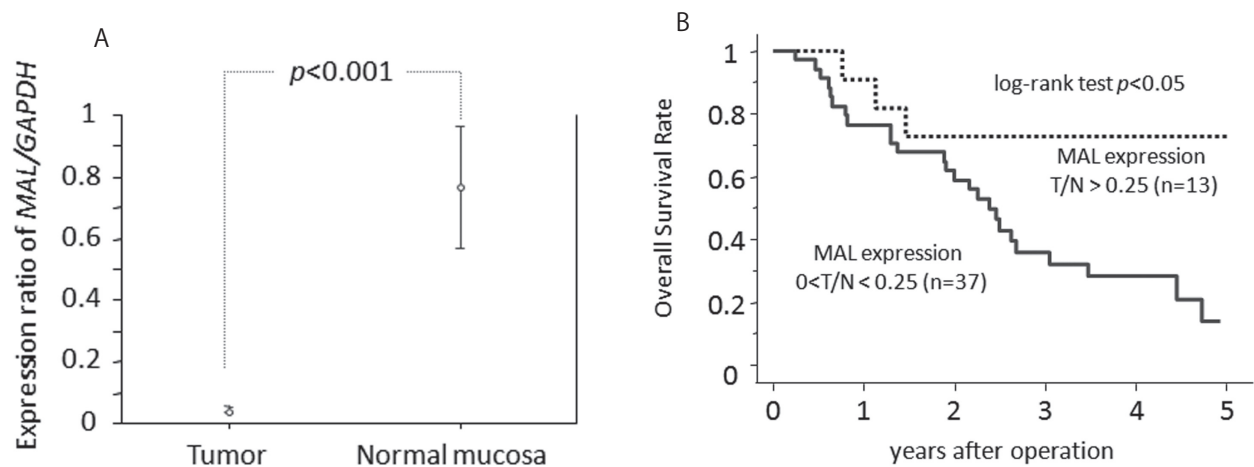 A
p<0.001
Expression ratio of MAL/GAPDH
1
0.8
0.6
0.4
0.2
0
Tumor
Normal mucosa
B
Overall Survival Rate
1
0.8
0.6
0.4
0.2
0
log-rank test p<0.05
MAL expression
T/N > 0.25 (n=13)
MAL expression
0<T/N < 0.25 (n=37)
0 1 2 3 4 5
years after operation